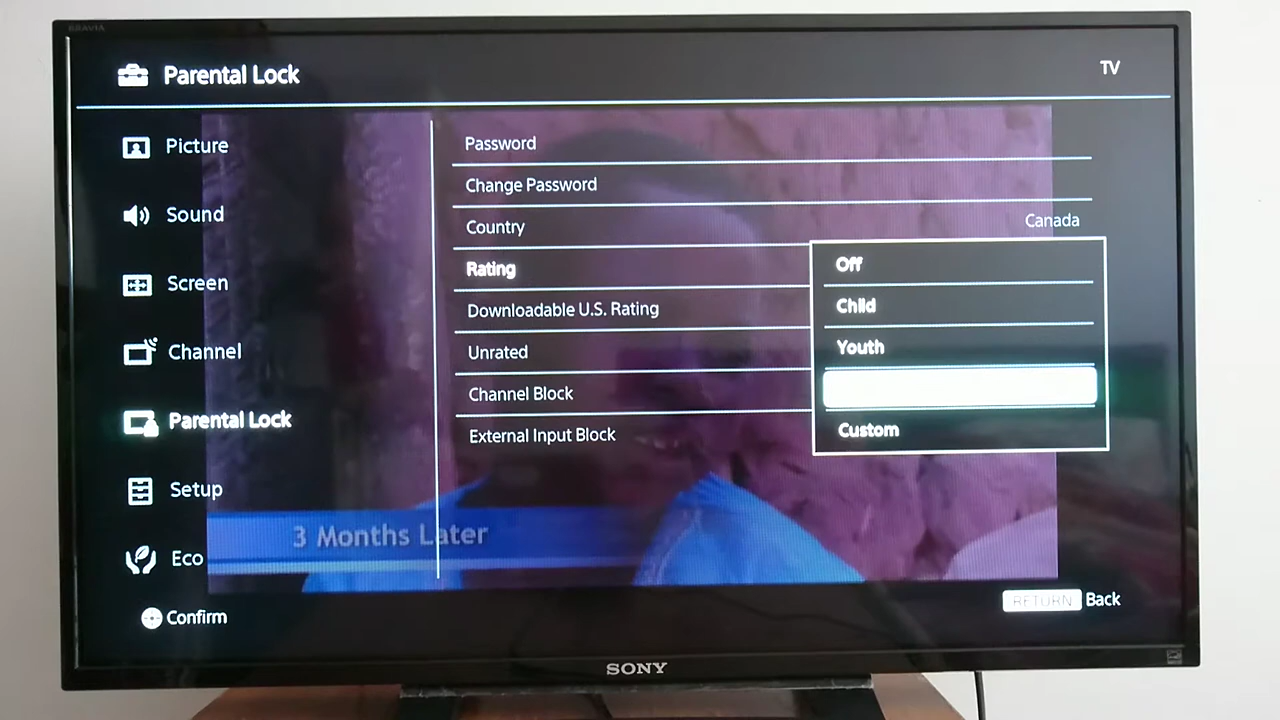 BRAVIA
Parental Lock
TV
Picture
Sound
Screen
Channel
Parental Lock
Setup
Eco
Confirm
Password
Change Password
Country
Canada
Rating
Downloadable U.S. Rating
Unrated
Channel Block
External Input Block
Off
Child
Youth
Custom
3 Months Later
RETURN Back
SONY